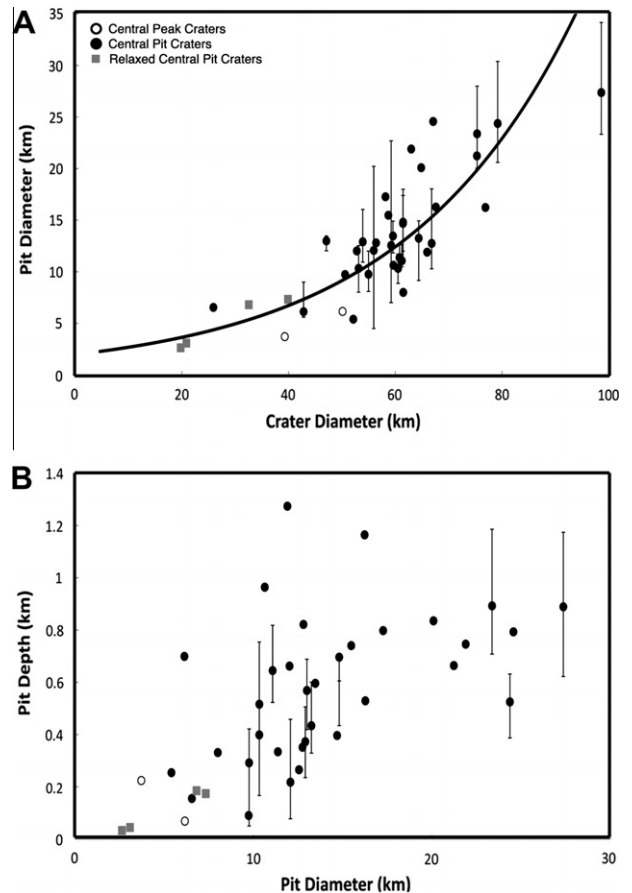 A
35
Central Peak Craters
Central Pit Craters
Relaxed Central Pit Craters
30
25
20
15
10
5
0
Pit Diameter (km)
0 20 40 60 80 100
Crater Diameter (km)
B
1.4
1.2
1
0.8
0.6
0.4
0.2
0
Pit Depth (km)
10 20 30
Pit Diameter (km)